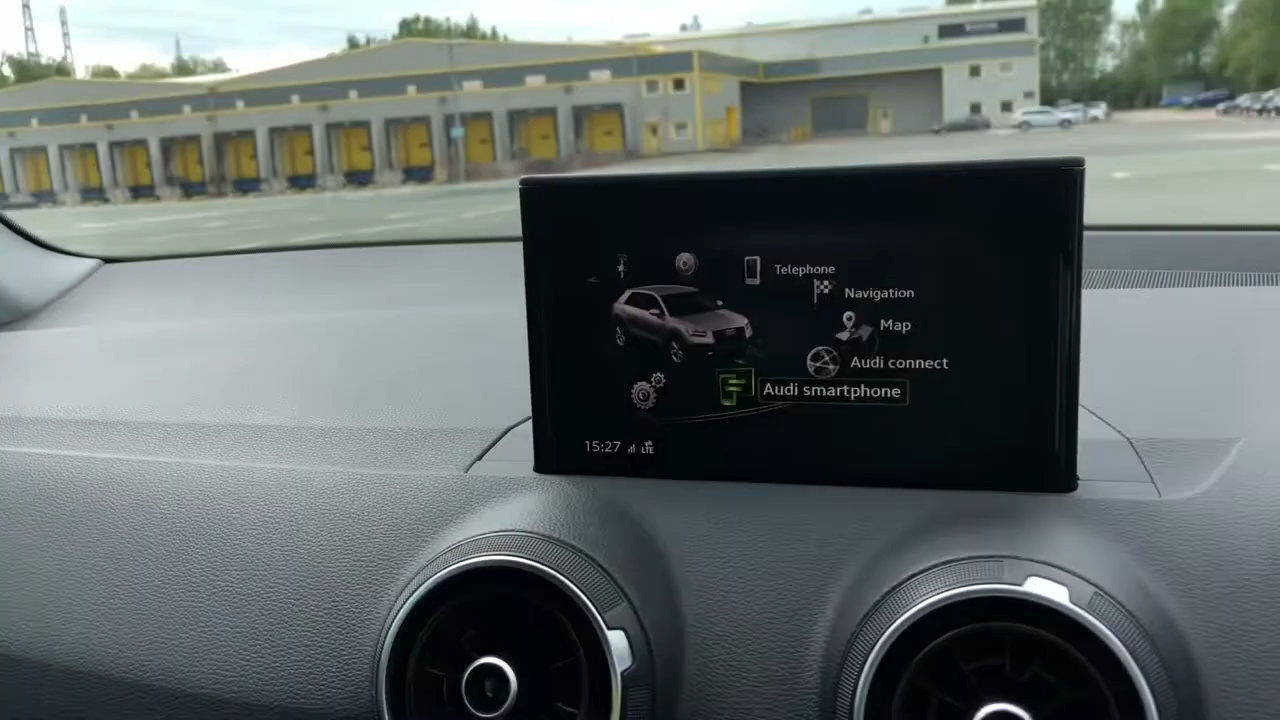 Telephone
Navigation
Map
Audi connect
Audi smartphone
15:27 LTE